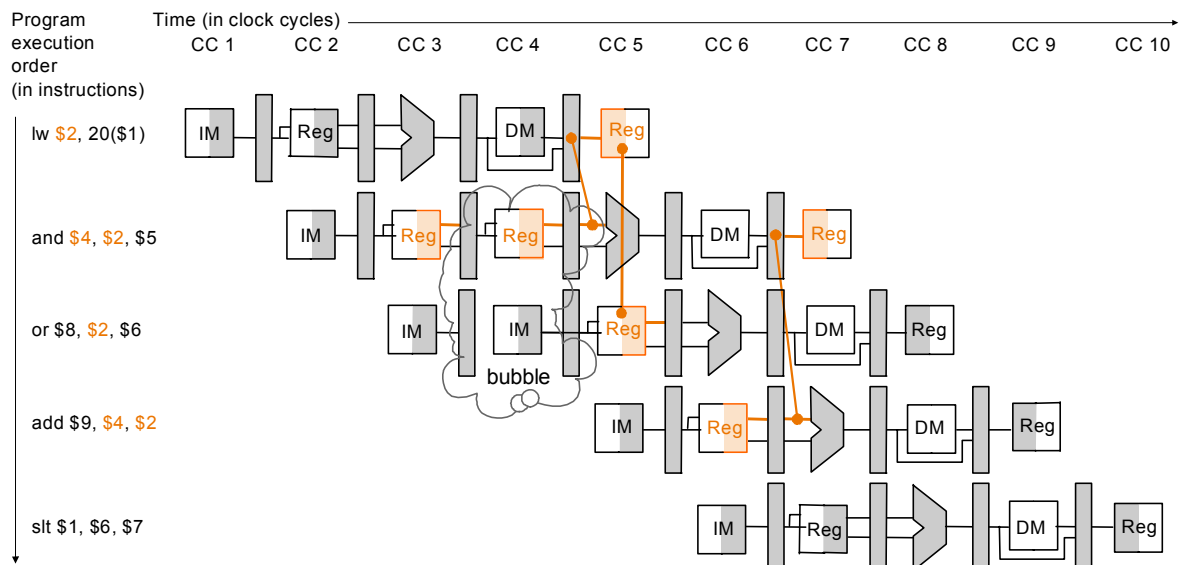 Program
execution
order
(in instructions)
Time (in clock cycles)
CC 1 CC 2 CC 3 CC 4 CC 5 CC 6 CC 7 CC 8 CC 9 CC 10
lw $2, 20($1) IM Reg DM Reg
and $4, $2, $5 IM Reg Reg DM Reg
or $8, $2, $6 IM IM Reg DM Reg
bubble
add $9, $4, $2 IM Reg DM Reg
slt $1, $6, $7 IM Reg DM Reg